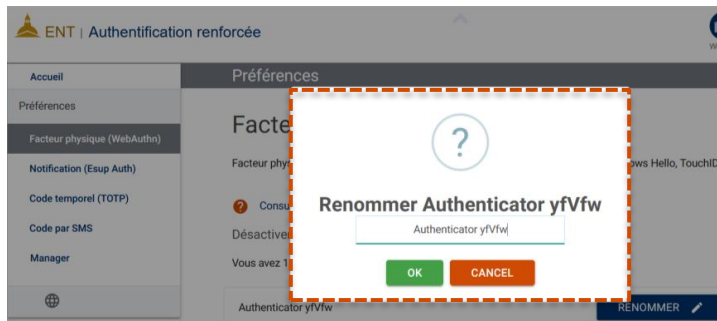 ENT | Authentification renforcée
Accueil
Préférences
Facteur physique (WebAuthn)
Notification (Esup Auth)
Code temporel (TOTP)
Code par SMS
Manager
Préférences
Facte
Facteur phy
ows Hello, TouchID
Consu
Désactiver
Vous avez 1
Authenticator yfVfw
RENOMMER
?
Renommer Authenticator yfVfw
Authenticator yfVfw
OK
CANCEL